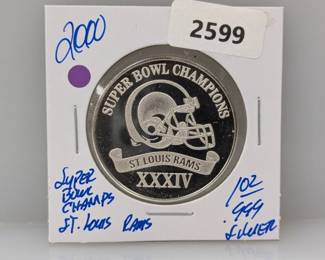 2000
2599
SUPER BOWL CHAMPIONS
ST LOUIS RAMS
XXXIV
SUPER
BOWL
CHAMPS
ST. LOUIS RAMS
1OZ
.999
SILVER